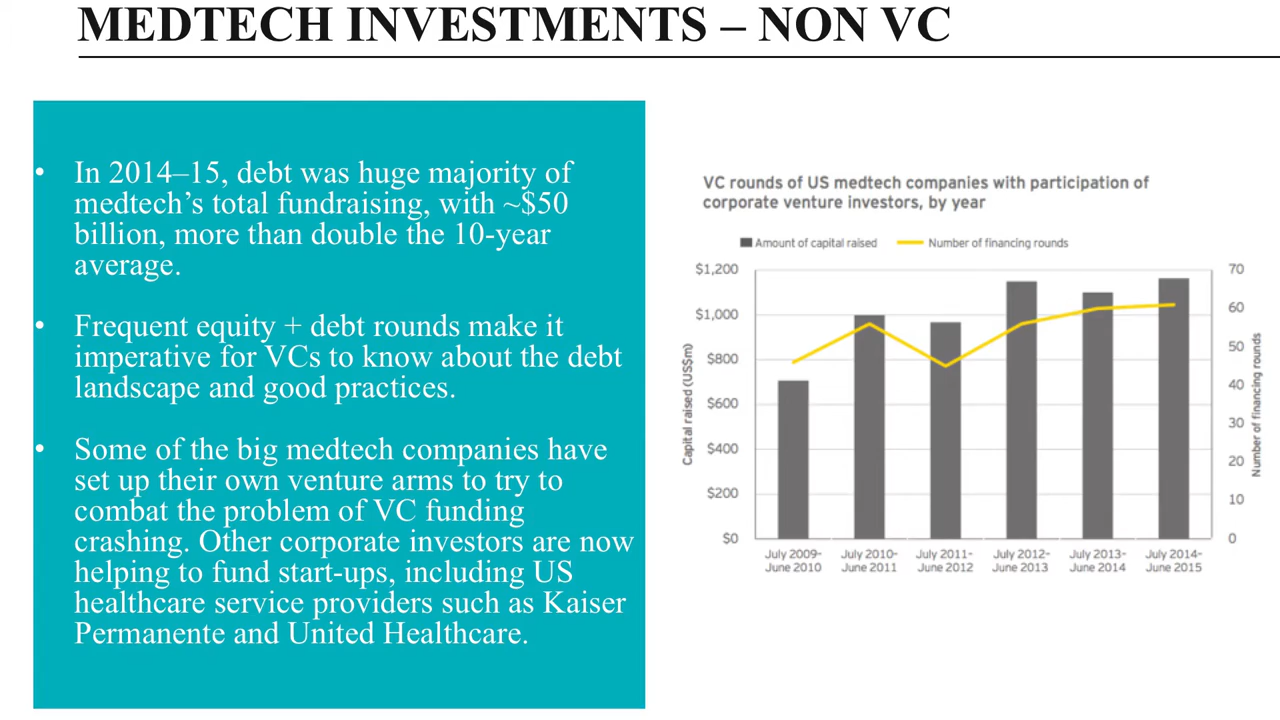 MEDTECH INVESTMENTS – NON VC
• In 2014–15, debt was huge majority of
medtech’s total fundraising, with ~$50
billion, more than double the 10-year
average.
• Frequent equity + debt rounds make it
imperative for VCs to know about the debt
landscape and good practices.
• Some of the big medtech companies have
set up their own venture arms to try to
combat the problem of VC funding
crashing. Other corporate investors are now
helping to fund start-ups, including US
healthcare service providers such as Kaiser
Permanente and United Healthcare.
VC rounds of US medtech companies with participation of
corporate venture investors, by year
Amount of capital raised
Number of financing rounds
Capital raised (US$m)
$1,200
$1,000
$800
$600
$400
$200
$0
70
60
50
40
30
20
10
0
Number of financing rounds
July 2009-
June 2010
July 2010-
June 2011
July 2011-
June 2012
July 2012-
June 2013
July 2013-
June 2014
July 2014-
June 2015